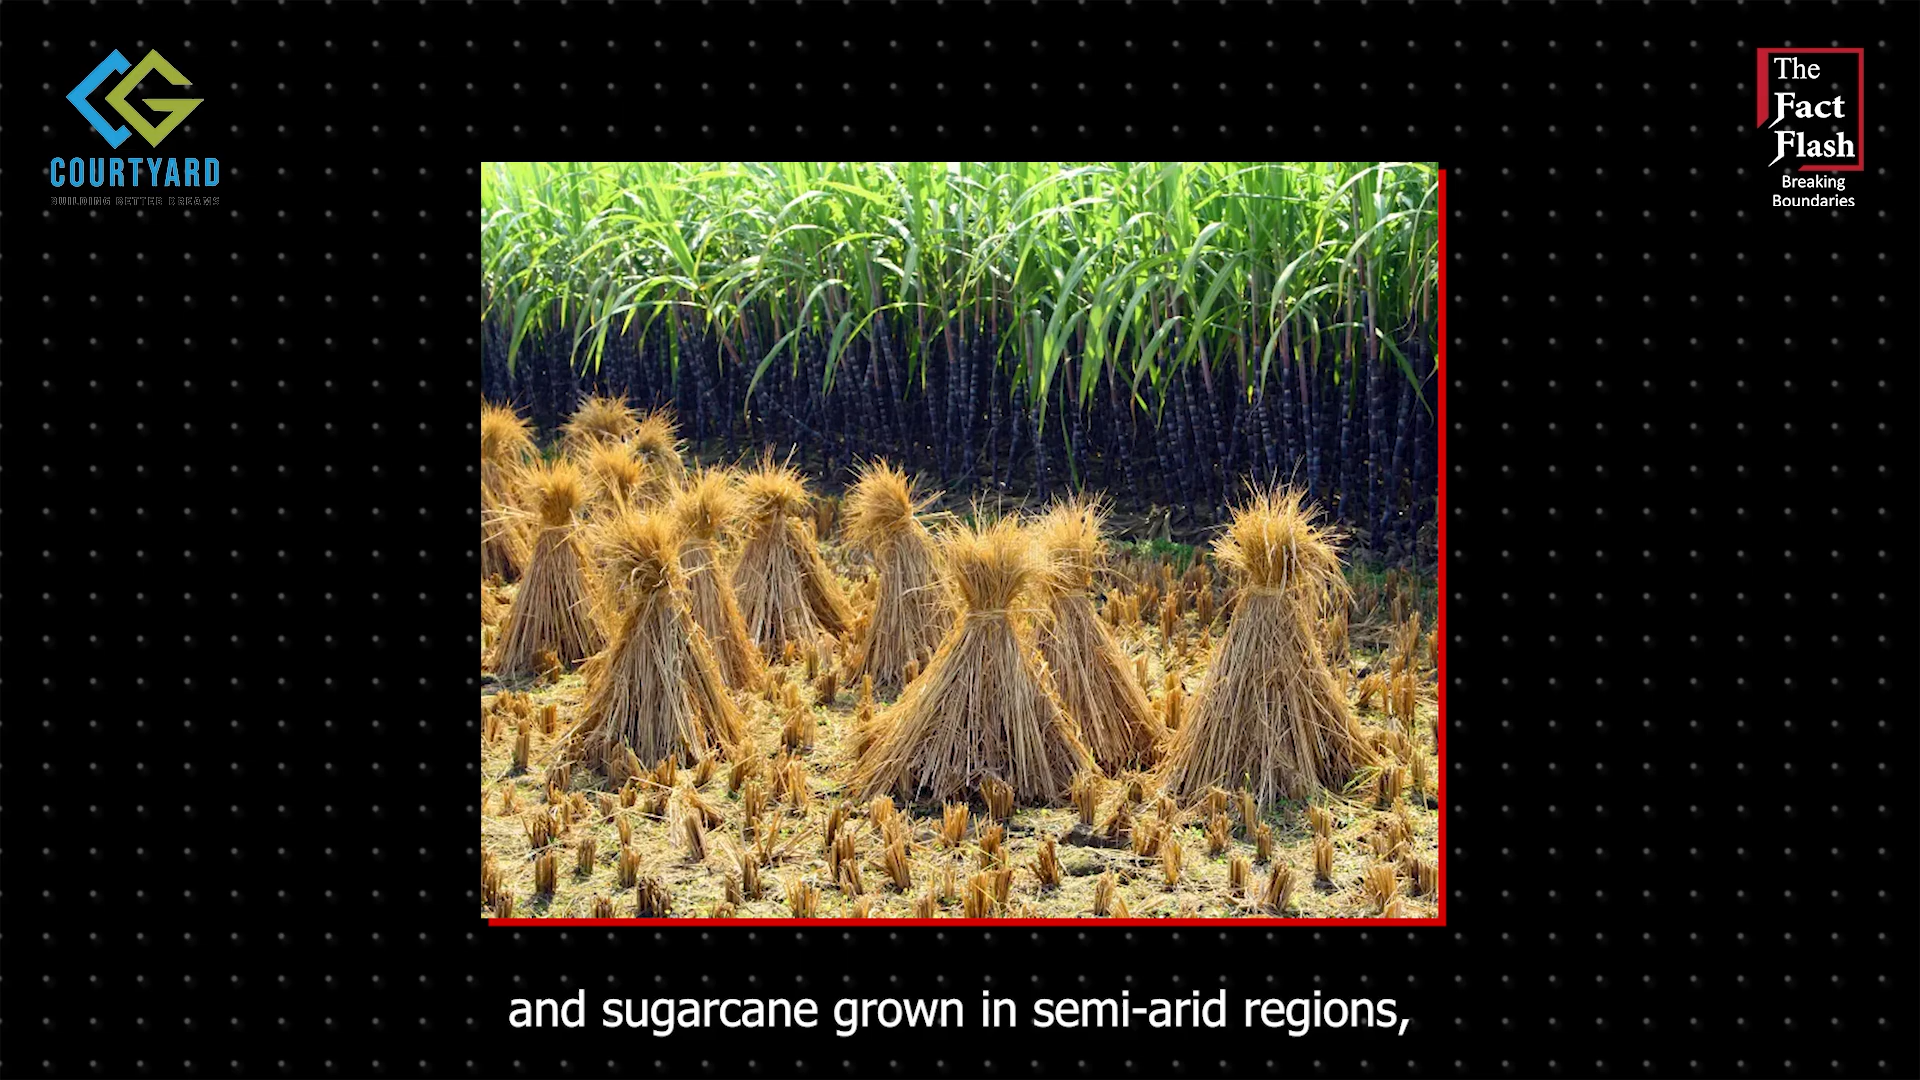 COURTYARD
BUILDING BETTER DREAMS
The
Fact
Flash
Breaking
Boundaries
and sugarcane grown in semi-arid regions,